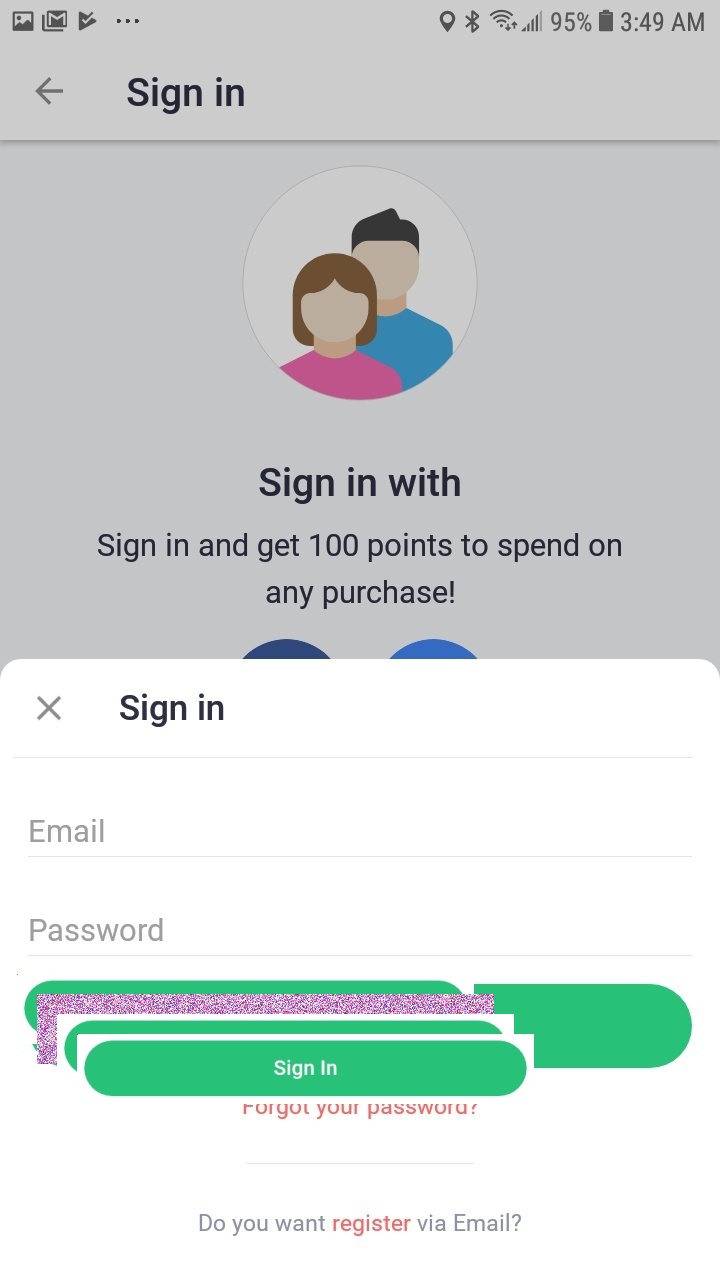 95% 3:49 AM
Sign in
Sign in with
Sign in and get 100 points to spend on
any purchase!
Sign in
Email
Password
Sign In
Forgot your password?
Do you want register via Email?